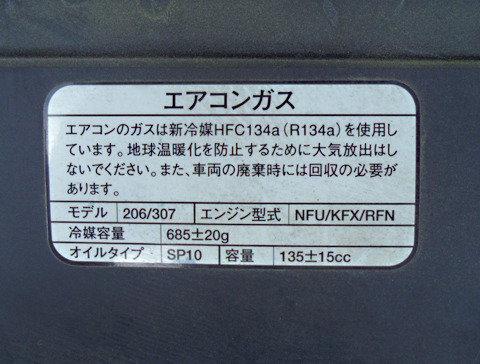 エアコンガス
エアコンのガスは新冷媒HFC134a(R134a)を使用し
ています。地球温暖化を防止するために大気放出はし
ないでください。また、車両の廃棄時には回収の必要が
あります。
モデル 206/307 エンジン型式 NFU/KFX/RFN
冷媒容量 685±20g
オイルタイプ SP10 容量 135±15cc